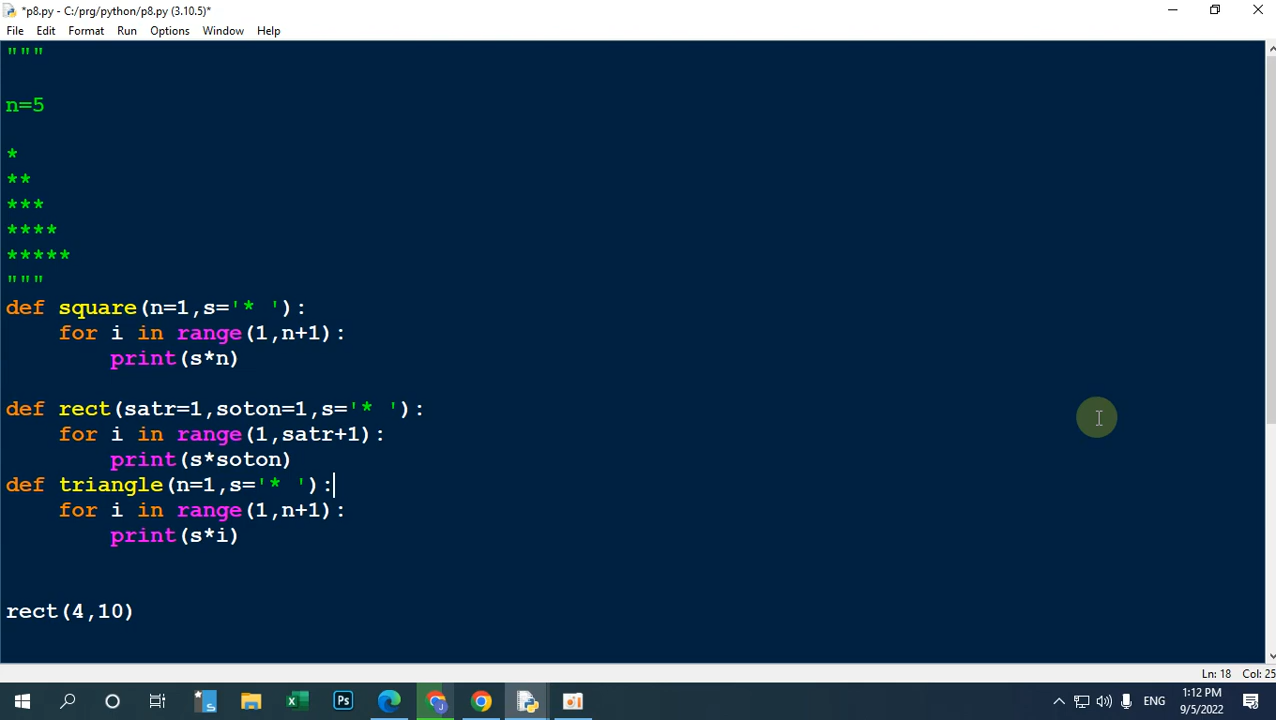 *p8.py - C:/prg/python/p8.py (3.10.5)*
File Edit Format Run Options Window Help
"""
n=5
*
**
***
****
*****
"""
def square(n=1,s='* '):
    for i in range(1,n+1):
        print(s*n)
def rect(satr=1,soton=1,s='* '):
    for i in range(1,satr+1):
        print(s*soton)
def triangle(n=1,s='* '):
    for i in range(1,n+1):
        print(s*i)
rect(4,10)
Ln: 18 Col: 25
Ps
ENG
1:12 PM
9/5/2022